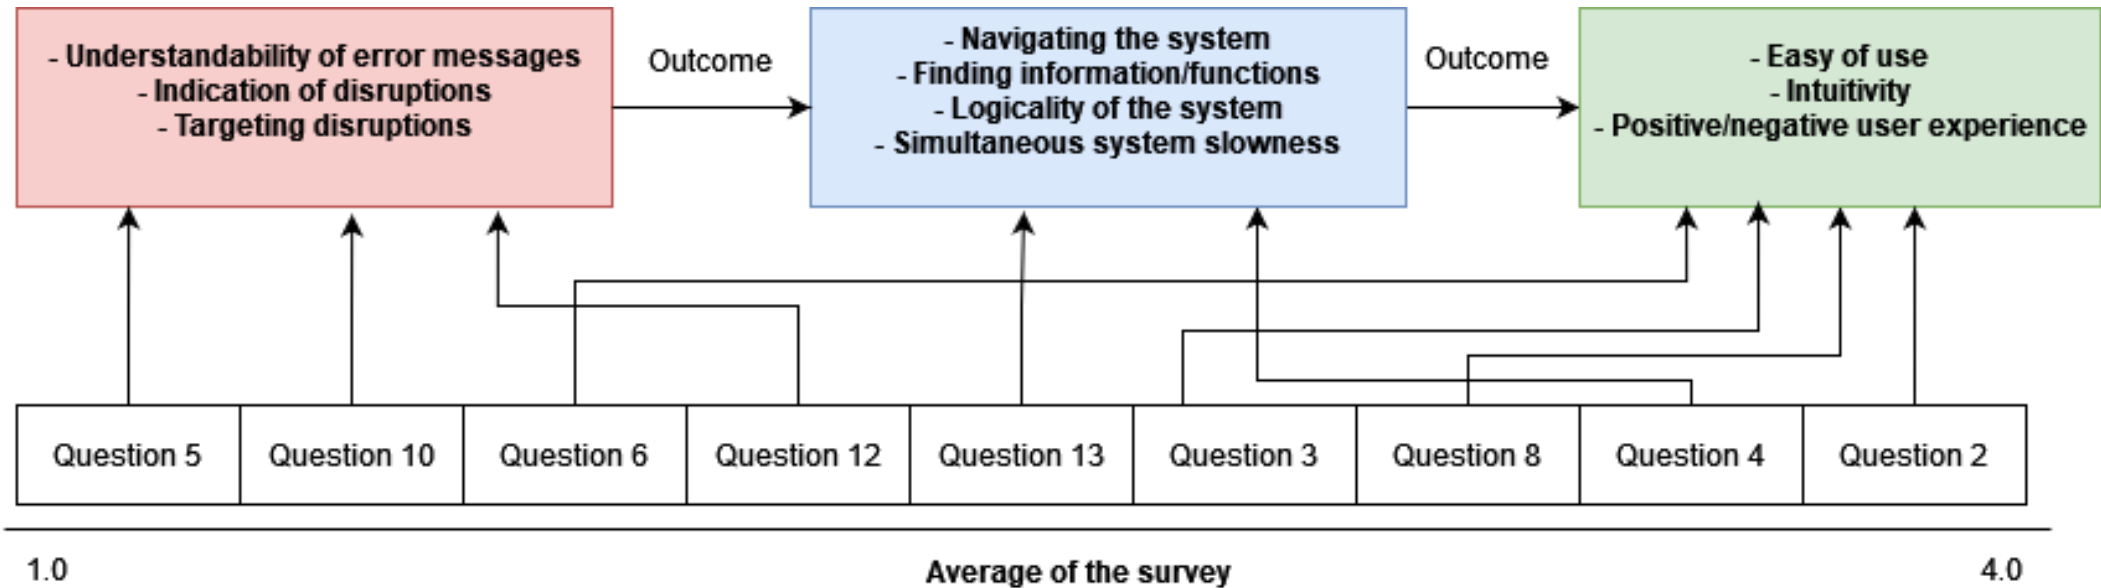 - Understandability of error messages
- Indication of disruptions
- Targeting disruptions
Outcome
- Navigating the system
- Finding information/functions
- Logicality of the system
- Simultaneous system slowness
Outcome
- Easy of use
- Intuitivity
- Positive/negative user experience
Question 5
Question 10
Question 6
Question 12
Question 13
Question 3
Question 8
Question 4
Question 2
1.0
Average of the survey
4.0